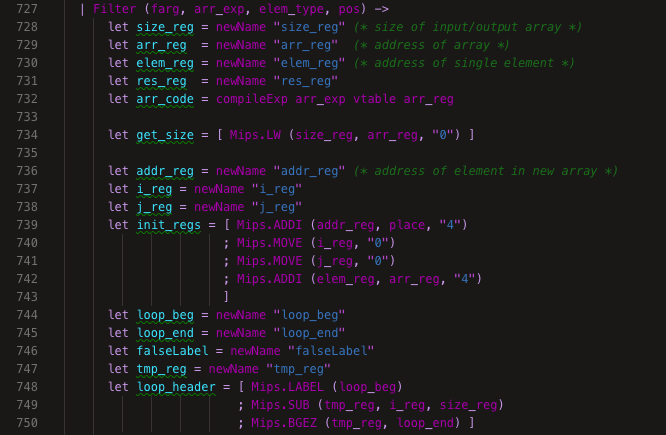 727 | Filter (farg, arr_exp, elem_type, pos) ->
728 let size_reg = newName "size_reg" (* size of input/output array *)
729 let arr_reg  = newName "arr_reg" (* address of array *)
730 let elem_reg = newName "elem_reg" (* address of single element *)
731 let res_reg  = newName "res_reg"
732 let arr_code = compileExp arr_exp vtable arr_reg
733
734 let get_size = [ Mips.LW (size_reg, arr_reg, "0") ]
735
736 let addr_reg = newName "addr_reg" (* address of element in new array *)
737 let i_reg = newName "i_reg"
738 let j_reg = newName "j_reg"
739 let init_regs = [ Mips.ADDI (addr_reg, place, "4")
740 ; Mips.MOVE (i_reg, "0")
741 ; Mips.MOVE (j_reg, "0")
742 ; Mips.ADDI (elem_reg, arr_reg, "4")
743 ]
744 let loop_beg = newName "loop_beg"
745 let loop_end = newName "loop_end"
746 let falseLabel = newName "falseLabel"
747 let tmp_reg = newName "tmp_reg"
748 let loop_header = [ Mips.LABEL (loop_beg)
749 ; Mips.SUB (tmp_reg, i_reg, size_reg)
750 ; Mips.BGEZ (tmp_reg, loop_end) ]